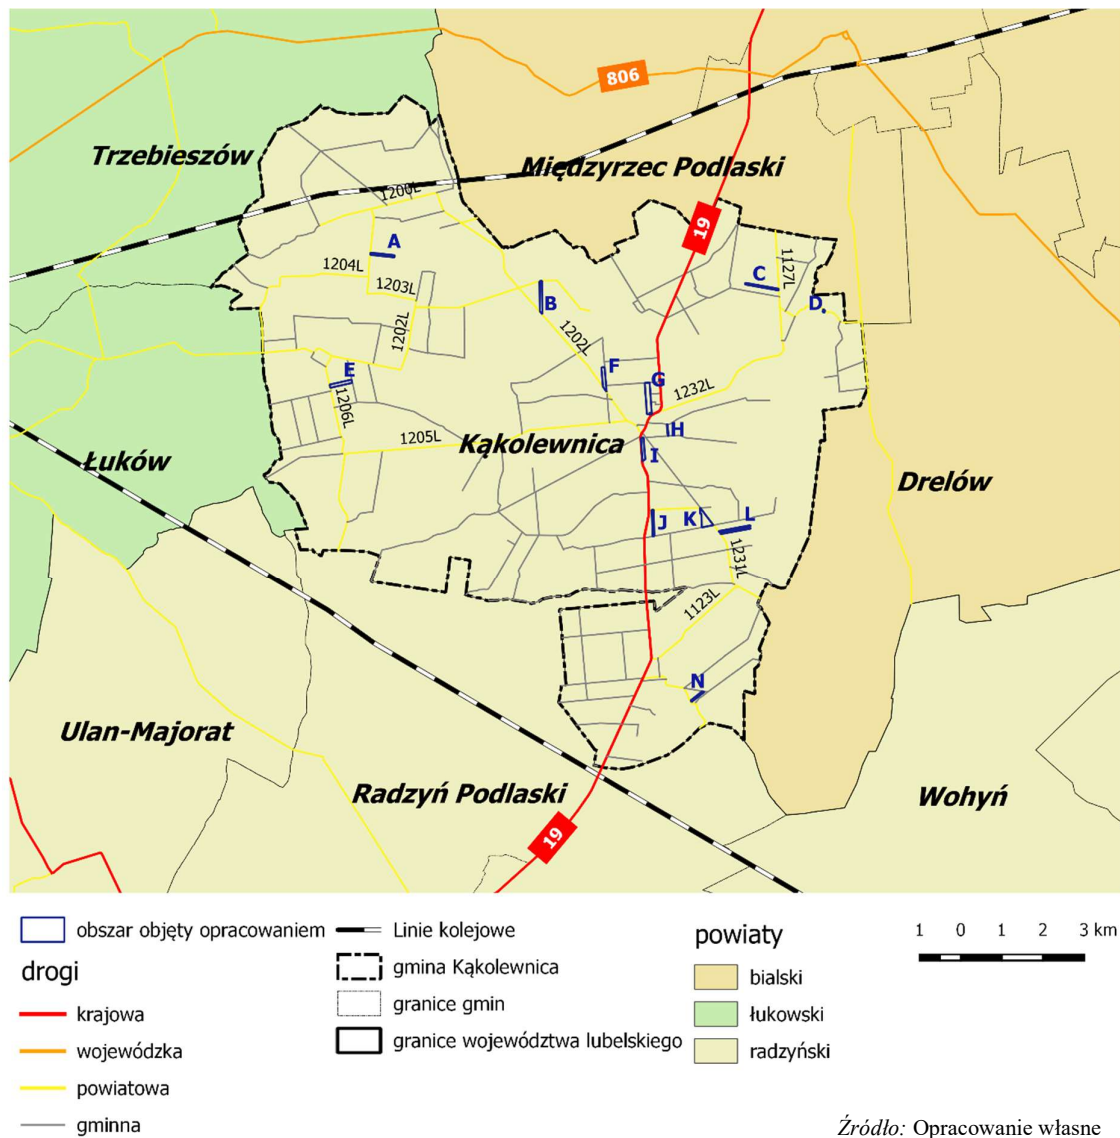 806
Trzebieszów
Międzyrzec Podlaski
1200L
19
A
1204L
C
1127L
1203L
B
D
1202L
1202L
F
E
G
1206L
1232L
H
1205L
Kąkolewnica
I
Łuków
Drelów
J
K
L
1231L
1123L
N
Ulan-Majorat
Radzyń Podlaski
Wohyń
19
obszar objęty opracowaniem
drogi
krajowa
wojewódzka
powiatowa
gminna
Linie kolejowe
gmina Kąkolewnica
granice gmin
granice województwa lubelskiego
powiaty
bialski
łukowski
radzyński
1 0 1 2 3 km
Źródło: Opracowanie własne